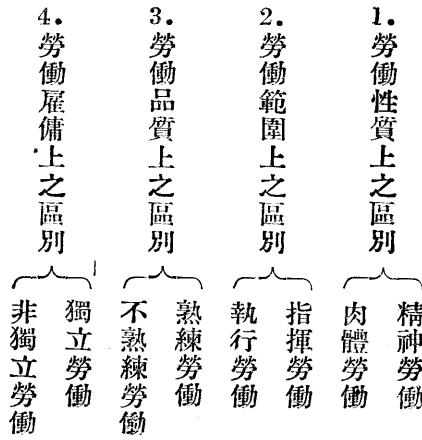 1.勞働性質上之區別
精神勞働
肉體勞働
2.勞働範圍上之區別
指揮勞働
執行勞働
3.勞働品質上之區別
熟練勞働
不熟練勞働
4.勞働雇傭上之區別
獨立勞働
非獨立勞働